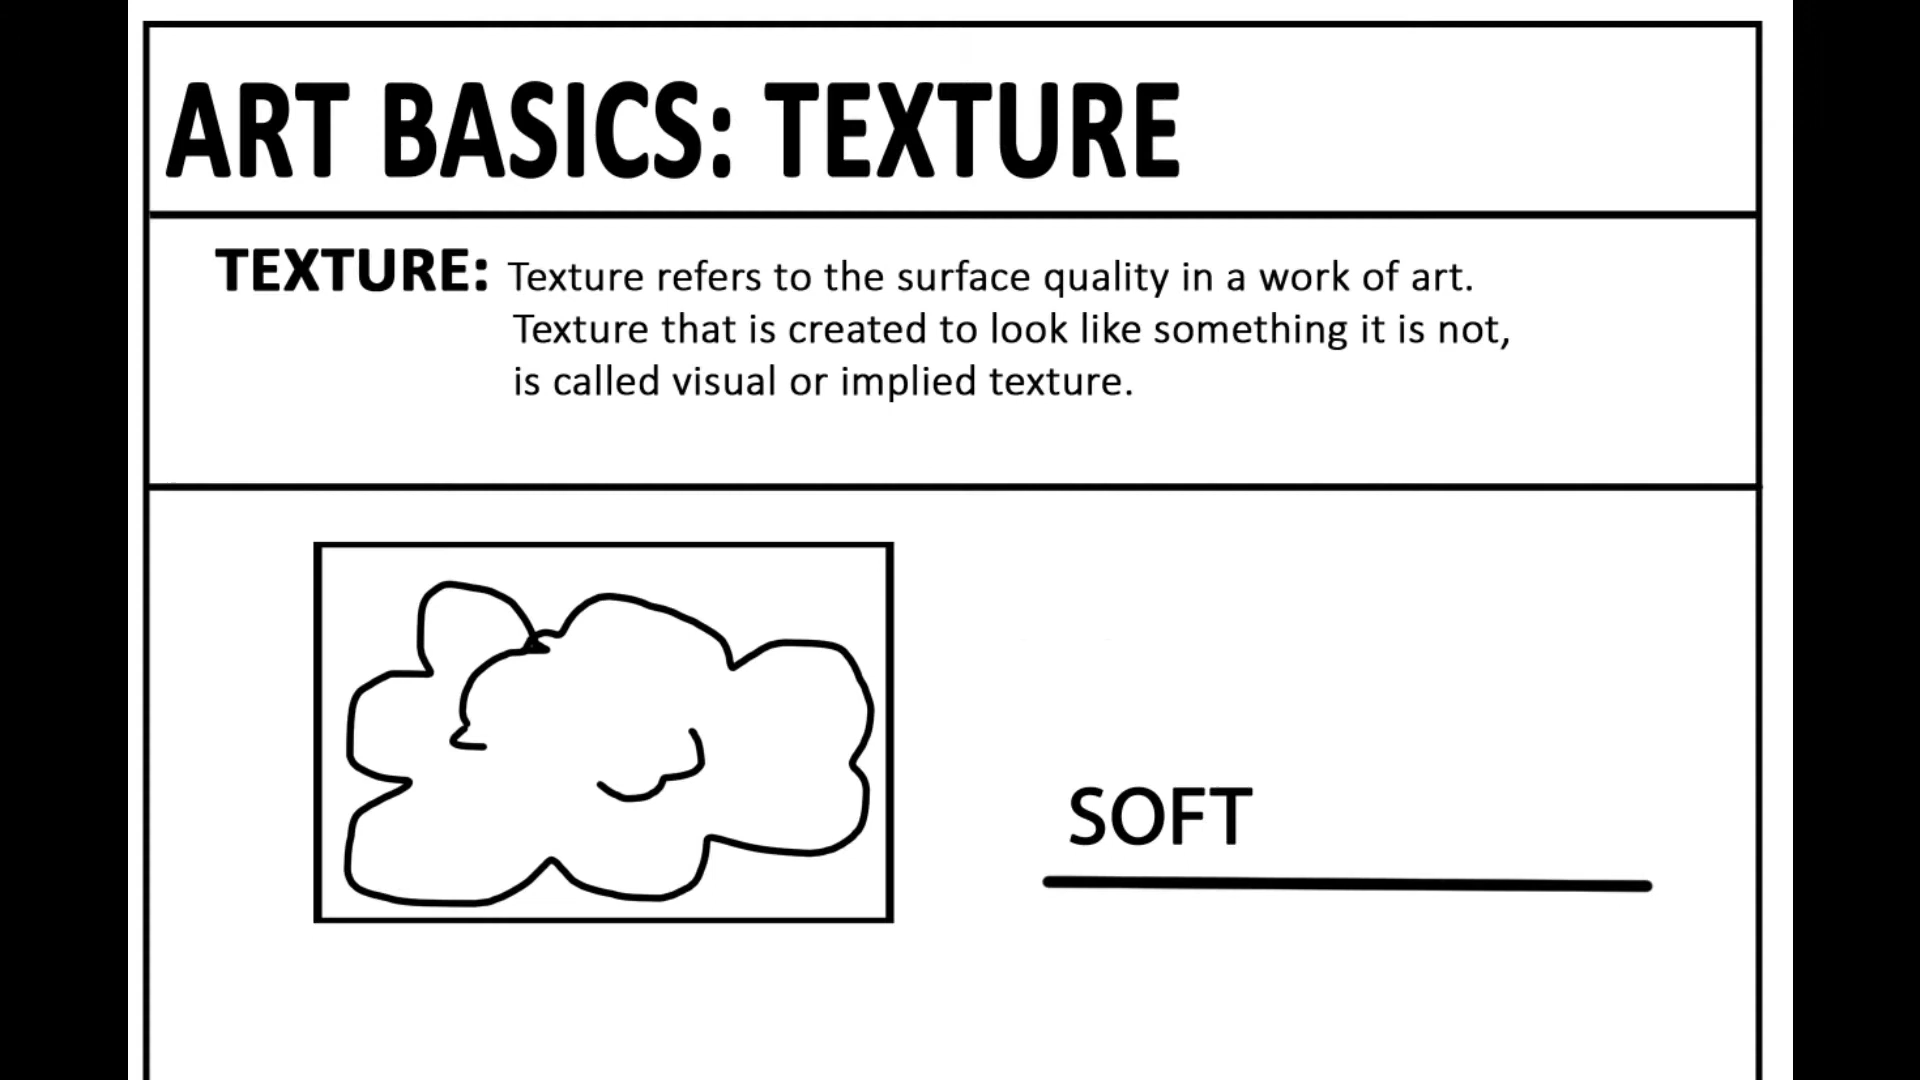 ART BASICS: TEXTURE
TEXTURE: Texture refers to the surface quality in a work of art.
Texture that is created to look like something it is not,
is called visual or implied texture.
SOFT